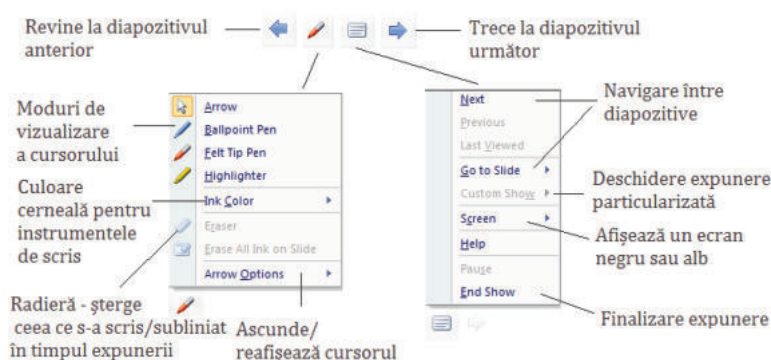 Revine la diapozitivul
anterior
Trece la diapozitivul
următor
Moduri de
vizualizare
a cursorului
Culoare
cerneală pentru
instrumentele
de scris
Radieră - șterge
ceea ce s-a scris/subliniat
în timpul expunerii
Arrow
Ballpoint Pen
Felt Tip Pen
Highlighter
Ink Color
Eraser
Erase All Ink on Slide
Arrow Options
Ascunde/
reafișează cursorul
Next
Previous
Last Viewed
Go to Slide
Custom Show
Screen
Help
Pause
End Show
Navigare între
diapozitive
Deschidere expunere
particularizată
Afișează un ecran
negru sau alb
Finalizare expunere